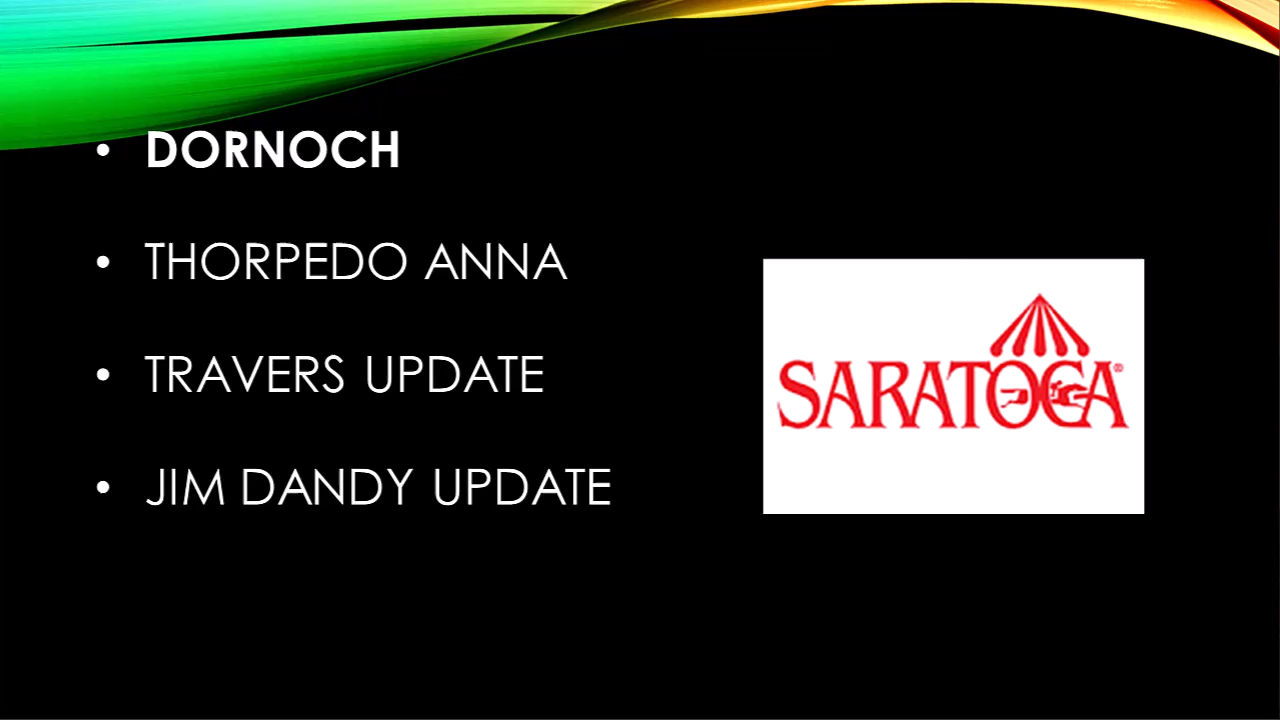 • DORNOCH
• THORPEDO ANNA
• TRAVERS UPDATE
• JIM DANDY UPDATE
SARATOGA®